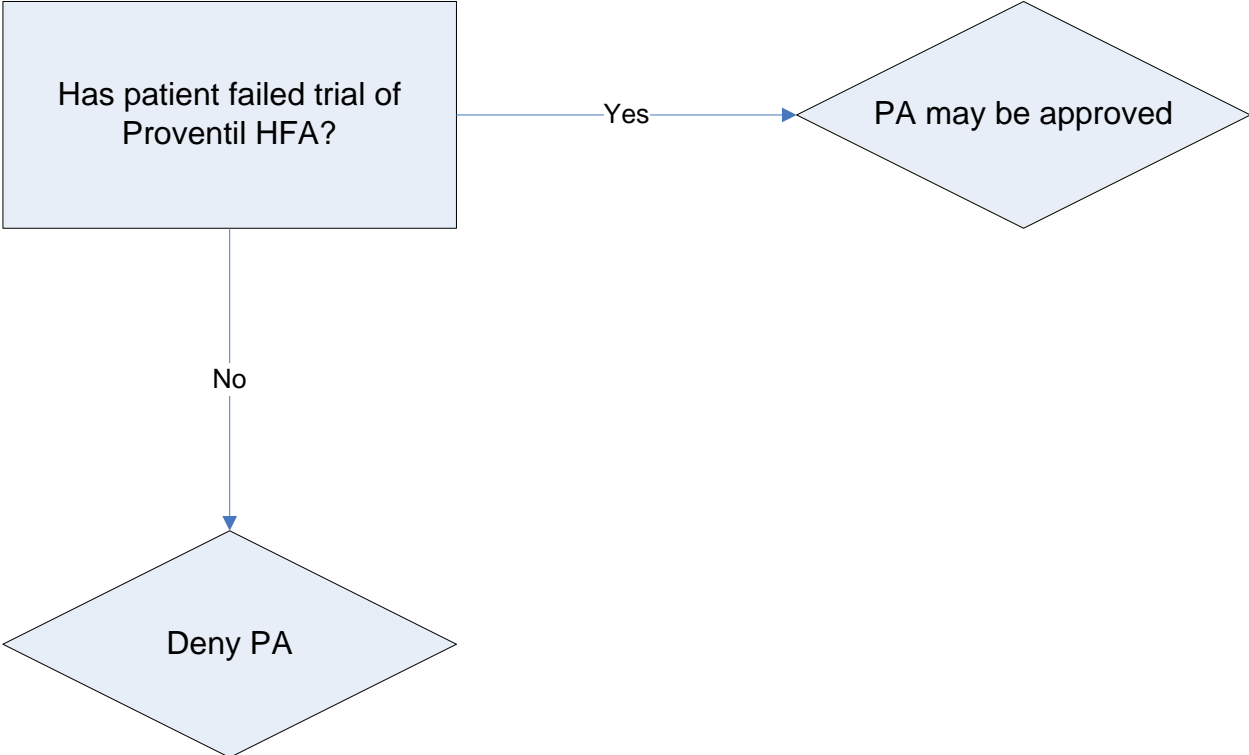 Has patient failed trial of
Proventil HFA?
Yes
PA may be approved
No
Deny PA